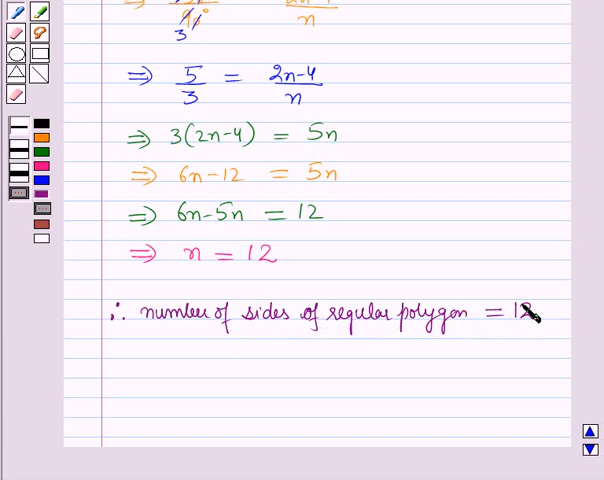 3 n
⇒ 5/3 = 2n-4/n
⇒ 3(2n-4) = 5n
⇒ 6n-12 = 5n
⇒ 6n-5n = 12
⇒ n = 12
∴ number of sides of regular polygon = 12